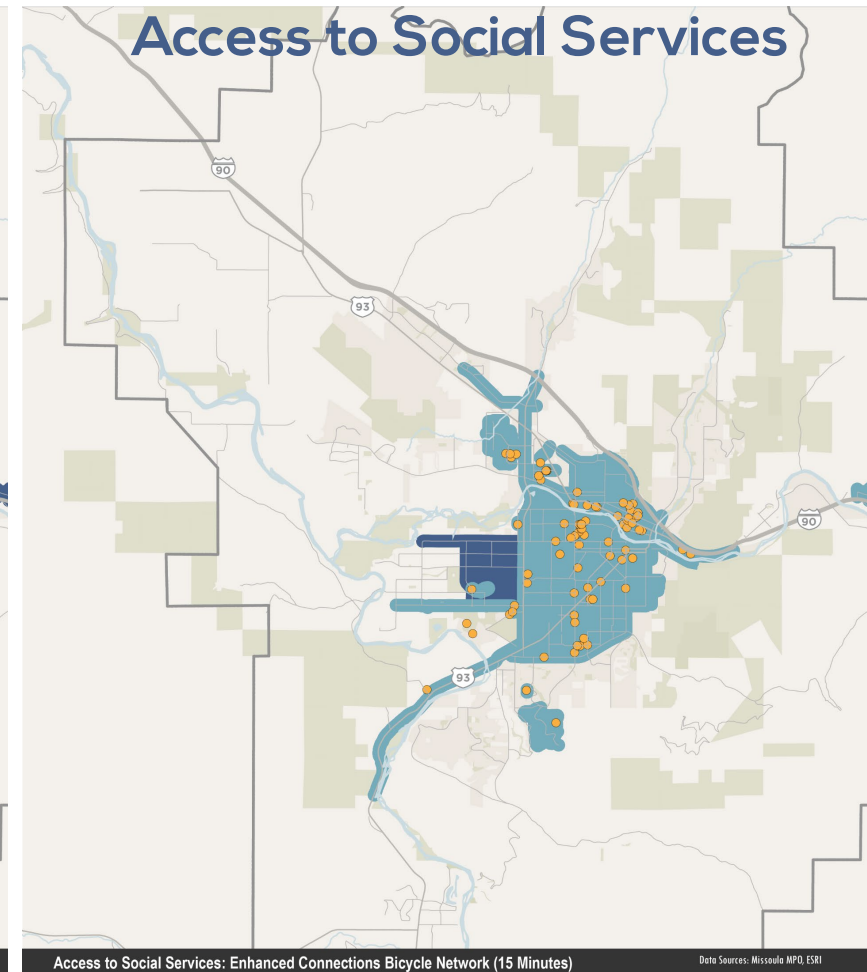 Access to Social Services
90
93
90
93
Access to Social Services: Enhanced Connections Bicycle Network (15 Minutes)
Data Sources: Missoula MPO, ESRI